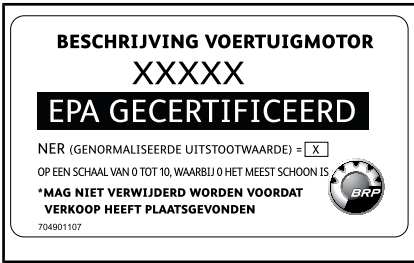 BESCHRIJVING VOERTUIGMOTOR
XXXXX
EPA GECERTIFICEERD
NER (GENORMALISEERDE UITSTOOTWAARDE) = X
OP EEN SCHAAL VAN 0 TOT 10, WAARBIJ 0 HET MEEST SCHOON IS
BRP
*MAG NIET VERWIJDERD WORDEN VOORDAT
VERKOOP HEEFT PLAATSGEVONDEN
704901107